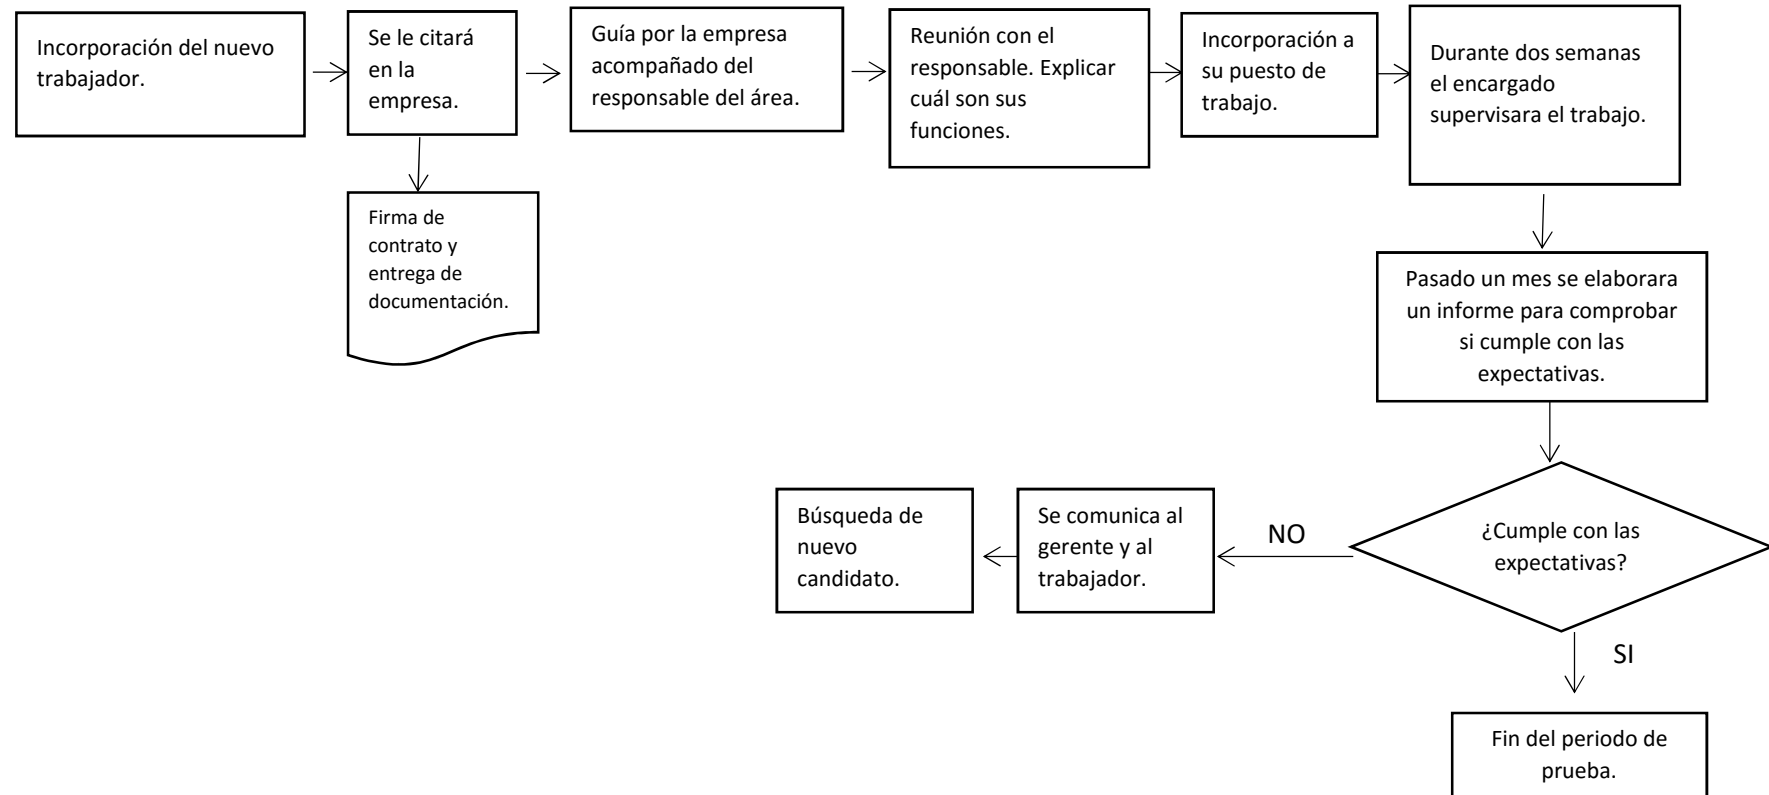 Incorporación del nuevo
trabajador.
Se le citará
en la
empresa.
Guía por la empresa
acompañado del
responsable del área.
Reunión con el
responsable. Explicar
cuál son sus
funciones.
Incorporación a
su puesto de
trabajo.
Durante dos semanas
el encargado
supervisara el trabajo.
Firma de
contrato y
entrega de
documentación.
Pasado un mes se elaborara
un informe para comprobar
si cumple con las
expectativas.
¿Cumple con las
expectativas?
NO
Se comunica al
gerente y al
trabajador.
Búsqueda de
nuevo
candidato.
SI
Fin del periodo de
prueba.